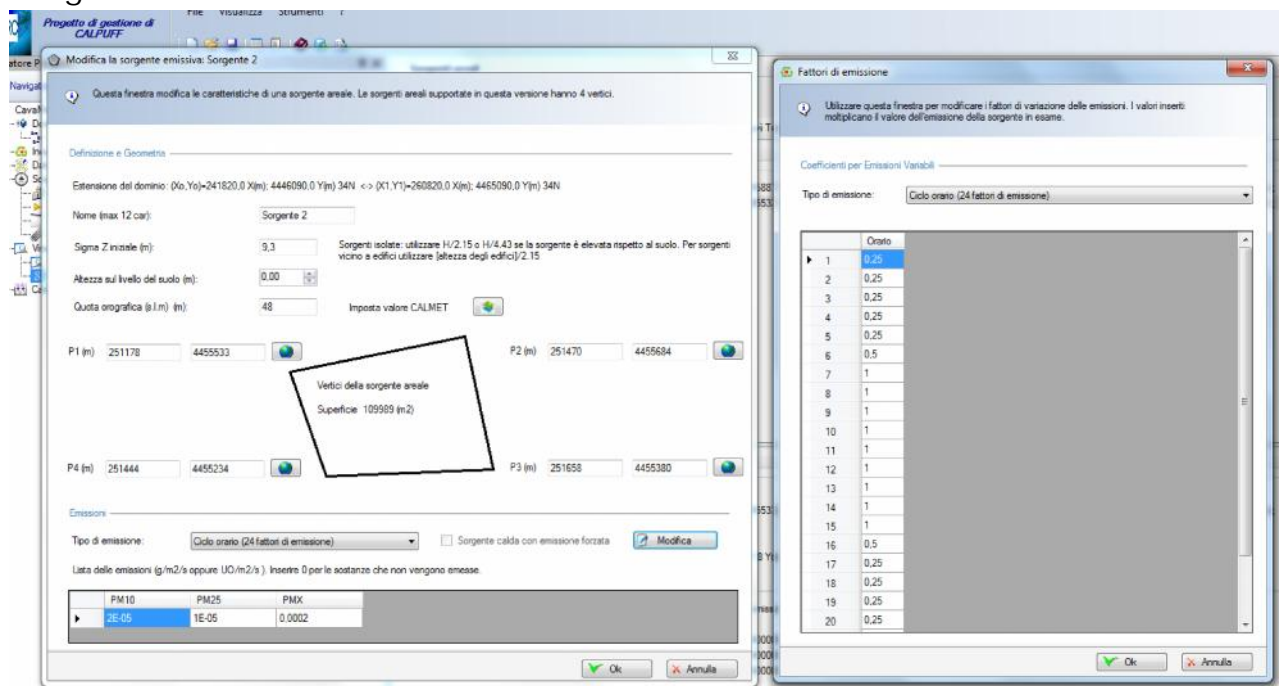 File Visualizza Strumenti ?
Progetto di gestione di
CALPUFF
Modifica la sorgente emissiva: Sorgente 2
Questa finestra modifica le caratteristiche di una sorgente areale. Le sorgenti areali supportate in questa versione hanno 4 vertici.
Definizione e Geometria
Estensione del dominio: (Xo,Yo)=241820,0 X(m); 4446090.0 Y(m) 34N <-> (X1,Y1)=260820,0 X(m); 4465090,0 Y(m) 34N
Nome (max 12 car): Sorgente 2
Sigma Z iniziale (m): 9,3
Sorgenti isolate: utilizzare H/2.15 o H/4.43 se la sorgente è elevata rispetto al suolo. Per sorgenti
vicino a edifici utilizzare [altezza degli edifici]/2.15
Altezza sul livello del suolo (m): 0,00
Quota orografica (s.l.m) (m): 48 Imposta valore CALMET
P1 (m) 251178 4455533
P2 (m) 251470 4455684
Vertici della sorgente areale
Superficie 109989 (m2)
P4 (m) 251444 4455234
P3 (m) 251658 4455380
Emissioni
Tipo di emissione: Ciclo orario (24 fattori di emissione) Sorgente calda con emissione forzata Modifica
Lista delle emissioni (g/m2/s oppure UO/m2/s ). Inserire 0 per le sostanze che non vengono emesse.
PM10 PM25 PMX
2E-05 1E-05 0.0002
Ok Annulla
Fattori di emissione
Utilizzare questa finestra per modificare i fattori di variazione delle emissioni. I valori inseriti
moltiplicano il valore dell'emissione della sorgente in esame.
Coefficienti per Emissioni Variabili
Tipo di emissione: Ciclo orario (24 fattori di emissione)
Orario
1 0,25
2 0,25
3 0,25
4 0,25
5 0,25
6 0,5
7 1
8 1
9 1
10 1
11 1
12 1
13 1
14 1
15 1
16 0,5
17 0,25
18 0,25
19 0,25
20 0,25
Ok Annulla